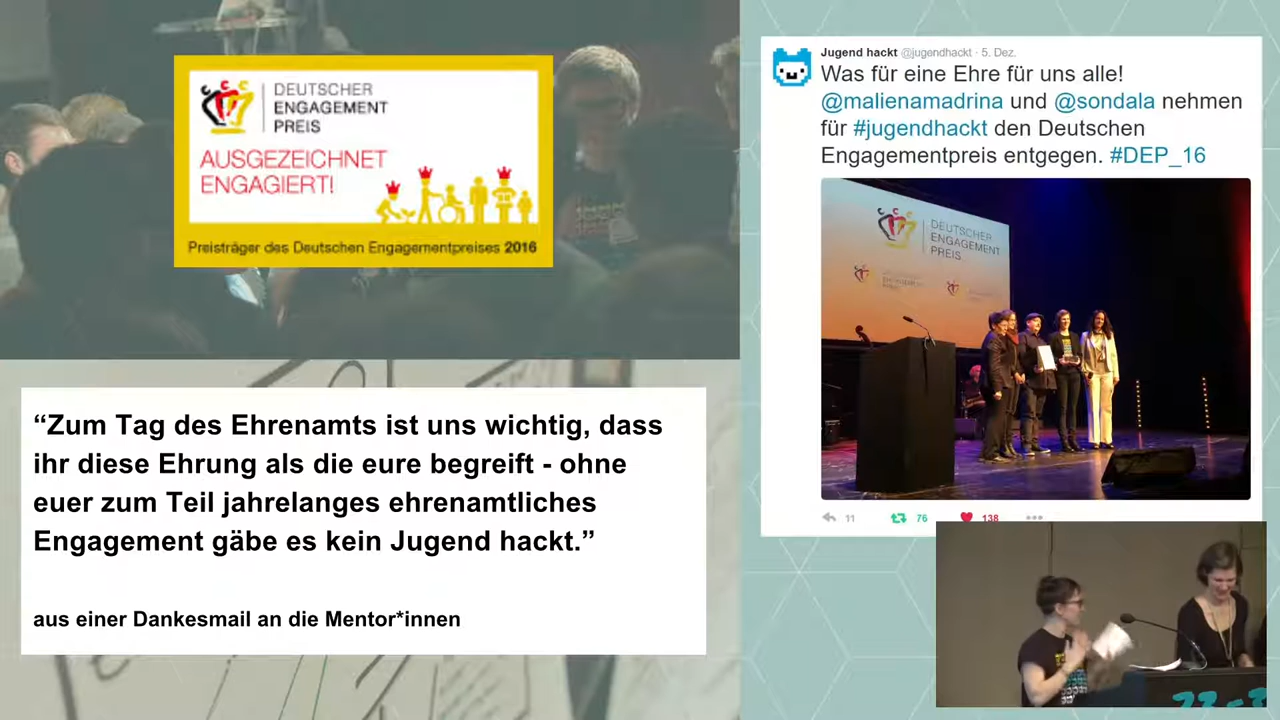 DEUTSCHER
ENGAGEMENT
PREIS
AUSGEZEICHNET
ENGAGIERT!
Preisträger des Deutschen Engagementpreises 2016
“Zum Tag des Ehrenamts ist uns wichtig, dass
ihr diese Ehrung als die eure begreift - ohne
euer zum Teil jahrelanges ehrenamtliches
Engagement gäbe es kein Jugend hackt.”
aus einer Dankesmail an die Mentor*innen
Jugend hackt @jugendhackt · 5. Dez.
Was für eine Ehre für uns alle!
@malienamadrina und @sondala nehmen
für #jugendhackt den Deutschen
Engagementpreis entgegen. #DEP_16
DEUTSCHER
ENGAGEMENT
PREIS
11 76 138